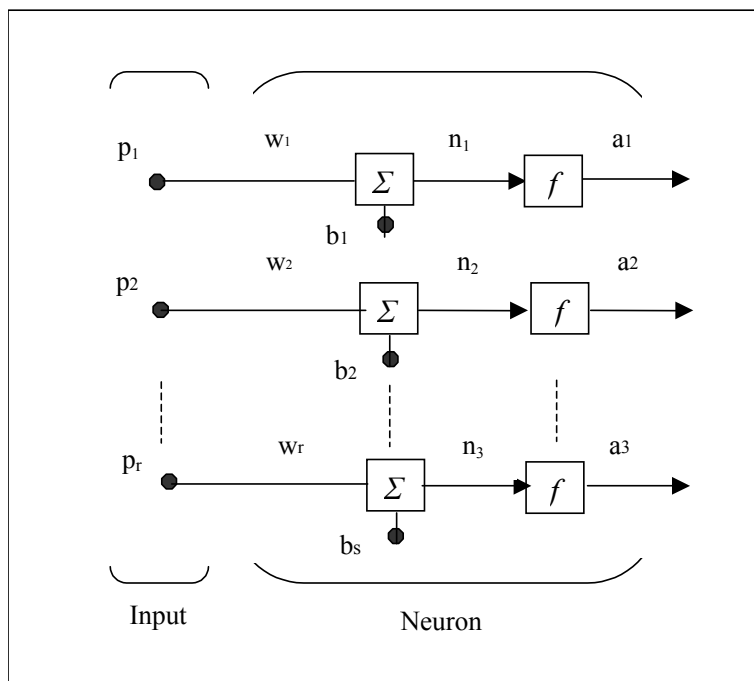 p₁ w₁ n₁ a₁
Σ f
b₁
p₂ w₂ n₂ a₂
Σ f
b₂
pᵣ wᵣ n₃ a₃
Σ f
bₛ
Input Neuron